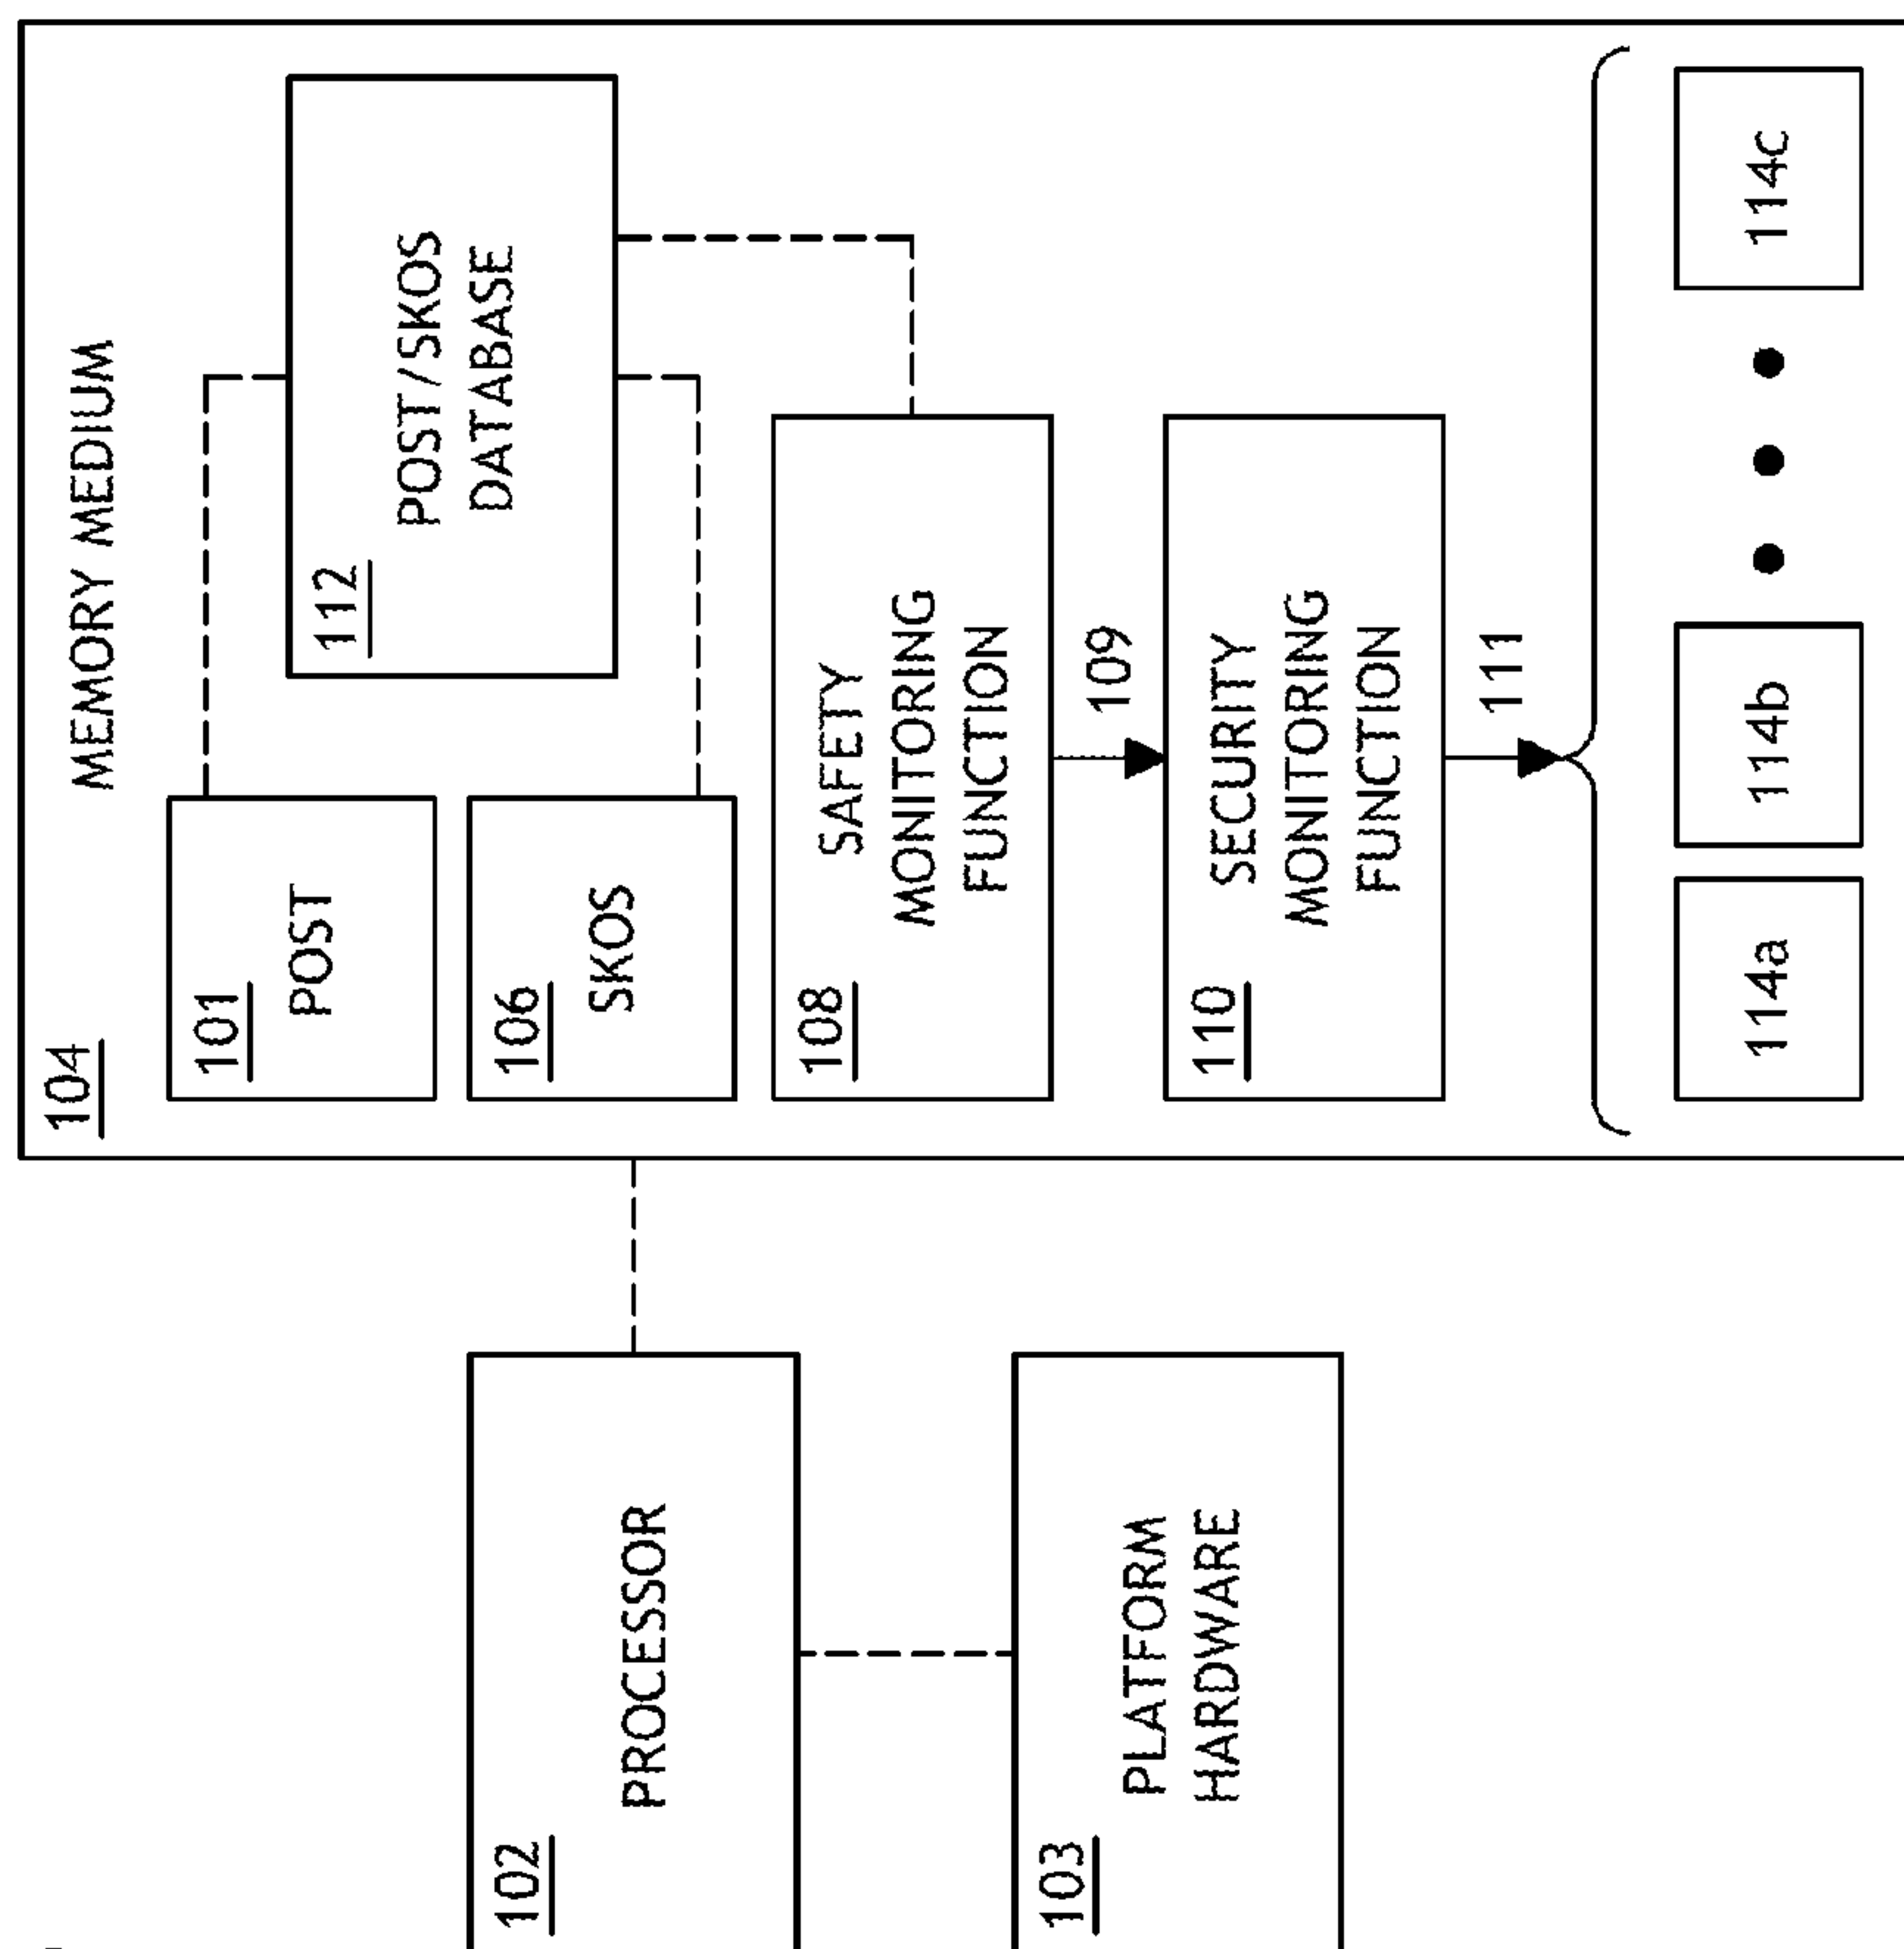 104
MEMORY MEDIUM
101
POST
112
POST/SKOS
DATABASE
106
SKOS
108
SAFETY
MONITORING
FUNCTION
109
110
SECURITY
MONITORING
FUNCTION
111
114a
114b
114c
102
PROCESSOR
103
PLATFORM
HARDWARE